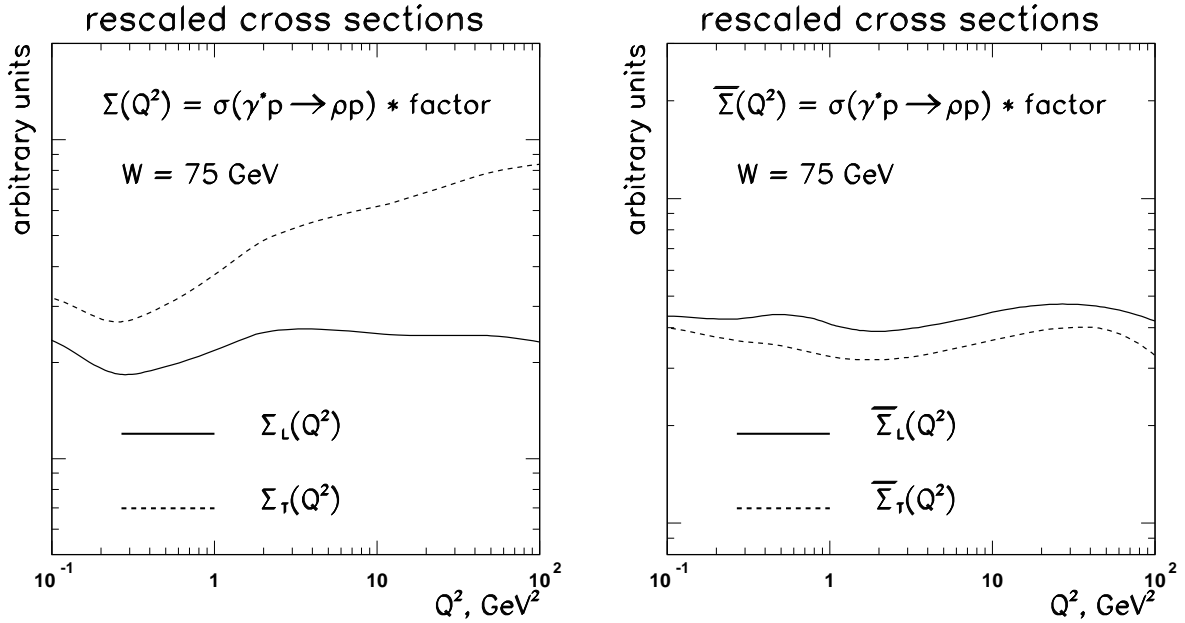 rescaled cross sections
arbitrary units
Σ(Q²) = σ(γ*p → ρp) * factor
W = 75 GeV
Σ_L(Q²)
Σ_T(Q²)
10⁻¹ 1 10 10²
Q², GeV²
rescaled cross sections
arbitrary units
Σ̅(Q²) = σ(γ*p → ρp) * factor
W = 75 GeV
Σ̅_L(Q²)
Σ̅_T(Q²)
10⁻¹ 1 10 10²
Q², GeV²